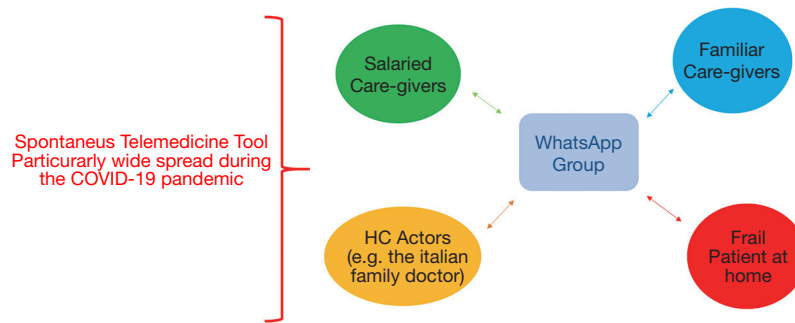 Spontaneus Telemedicine Tool
Particurarly wide spread during
the COVID-19 pandemic
Salaried
Care-givers
Familiar
Care-givers
WhatsApp
Group
HC Actors
(e.g. the italian
family doctor)
Frail
Patient at
home